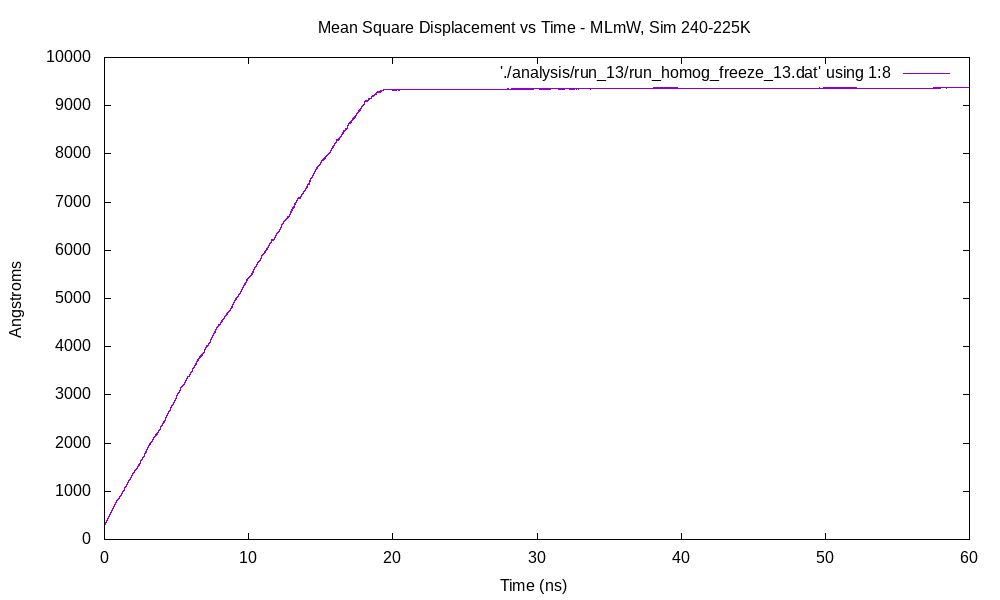 Mean Square Displacement vs Time - MLmW, Sim 240-225K
'./analysis/run_13/run_homog_freeze_13.dat' using 1:8
10000
9000
8000
7000
6000
5000
4000
3000
2000
1000
0
Angstroms
0 10 20 30 40 50 60
Time (ns)